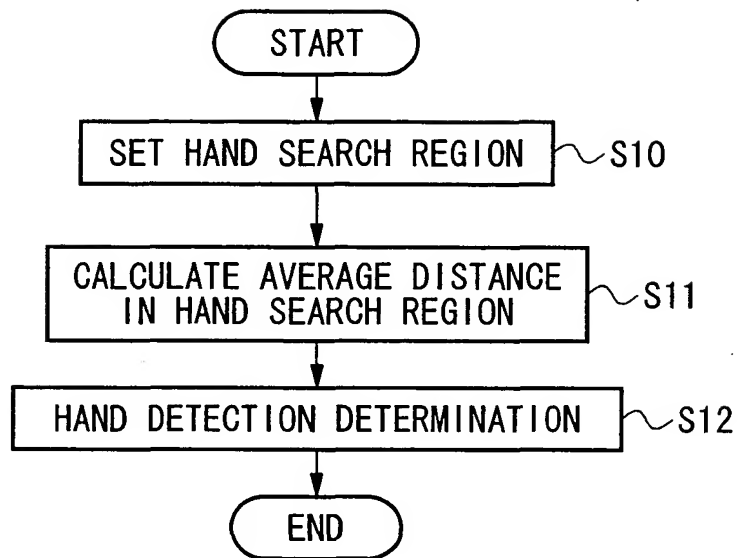 START
SET HAND SEARCH REGION S10
CALCULATE AVERAGE DISTANCE
IN HAND SEARCH REGION S11
HAND DETECTION DETERMINATION S12
END